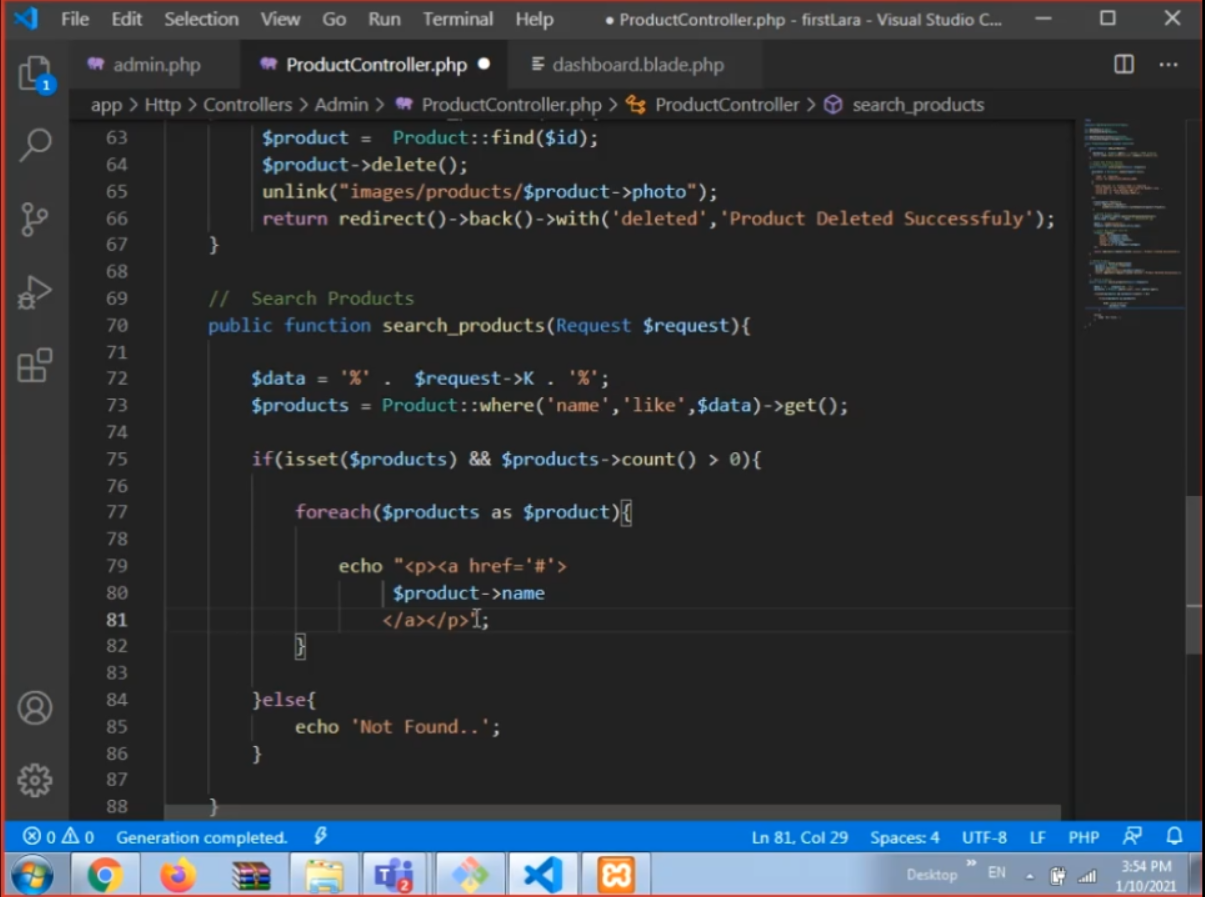 File Edit Selection View Go Run Terminal Help ● ProductController.php - firstLara - Visual Studio C...
admin.php ProductController.php ● dashboard.blade.php
1
app > Http > Controllers > Admin > ProductController.php > ProductController > search_products
63 $product = Product::find($id);
64 $product->delete();
65 unlink("images/products/$product->photo");
66 return redirect()->back()->with('deleted','Product Deleted Successfuly');
67 }
68
69 // Search Products
70 public function search_products(Request $request){
71
72 $data = '%' . $request->K . '%';
73 $products = Product::where('name','like',$data)->get();
74
75 if(isset($products) && $products->count() > 0){
76
77 foreach($products as $product){
78
79 echo "<p><a href='#'>
80 $product->name
81 </a></p>";
82 }
83
84 }else{
85 echo 'Not Found..';
86 }
87
88 }
0 0 Generation completed. Ln 81, Col 29 Spaces: 4 UTF-8 LF PHP
2 Desktop » EN 3:54 PM
1/10/2021